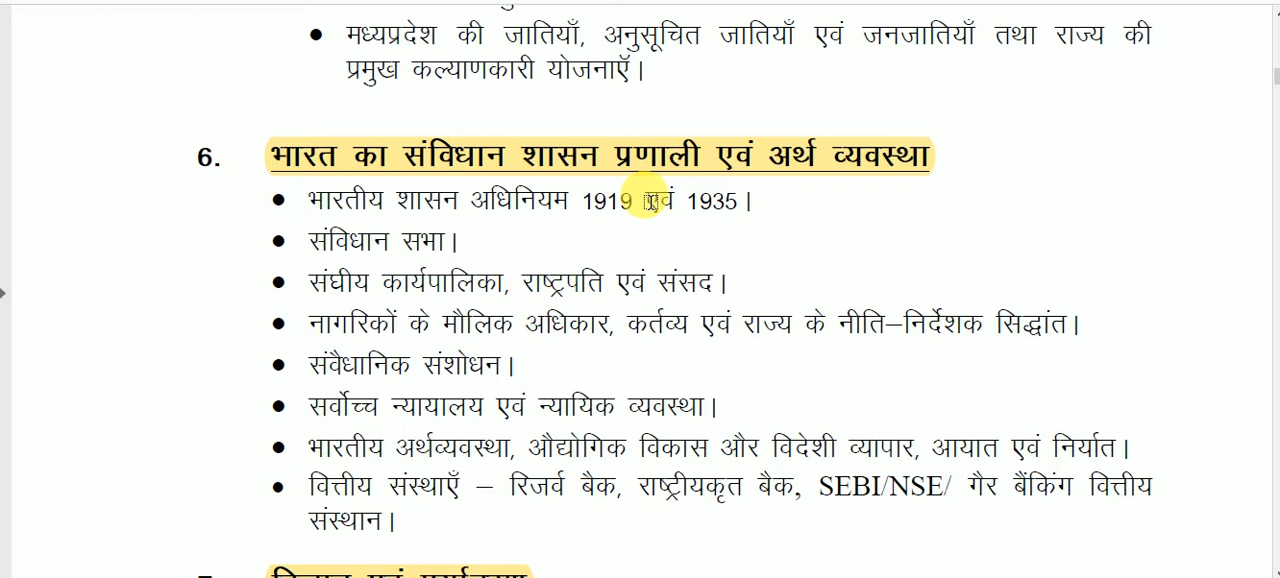 • मध्यप्रदेश की जातियाँ, अनुसूचित जातियाँ एवं जनजातियाँ तथा राज्य की
प्रमुख कल्याणकारी योजनाएँ।
6. भारत का संविधान शासन प्रणाली एवं अर्थ व्यवस्था
• भारतीय शासन अधिनियम 1919 एवं 1935।
• संविधान सभा।
• संघीय कार्यपालिका, राष्ट्रपति एवं संसद।
• नागरिकों के मौलिक अधिकार, कर्तव्य एवं राज्य के नीति–निर्देशक सिद्धांत।
• संवैधानिक संशोधन।
• सर्वोच्च न्यायालय एवं न्यायिक व्यवस्था।
• भारतीय अर्थव्यवस्था, औद्योगिक विकास और विदेशी व्यापार, आयात एवं निर्यात।
• वित्तीय संस्थाएँ – रिजर्व बैक, राष्ट्रीयकृत बैक, SEBI/NSE/ गैर बैंकिंग वित्तीय
संस्थान।